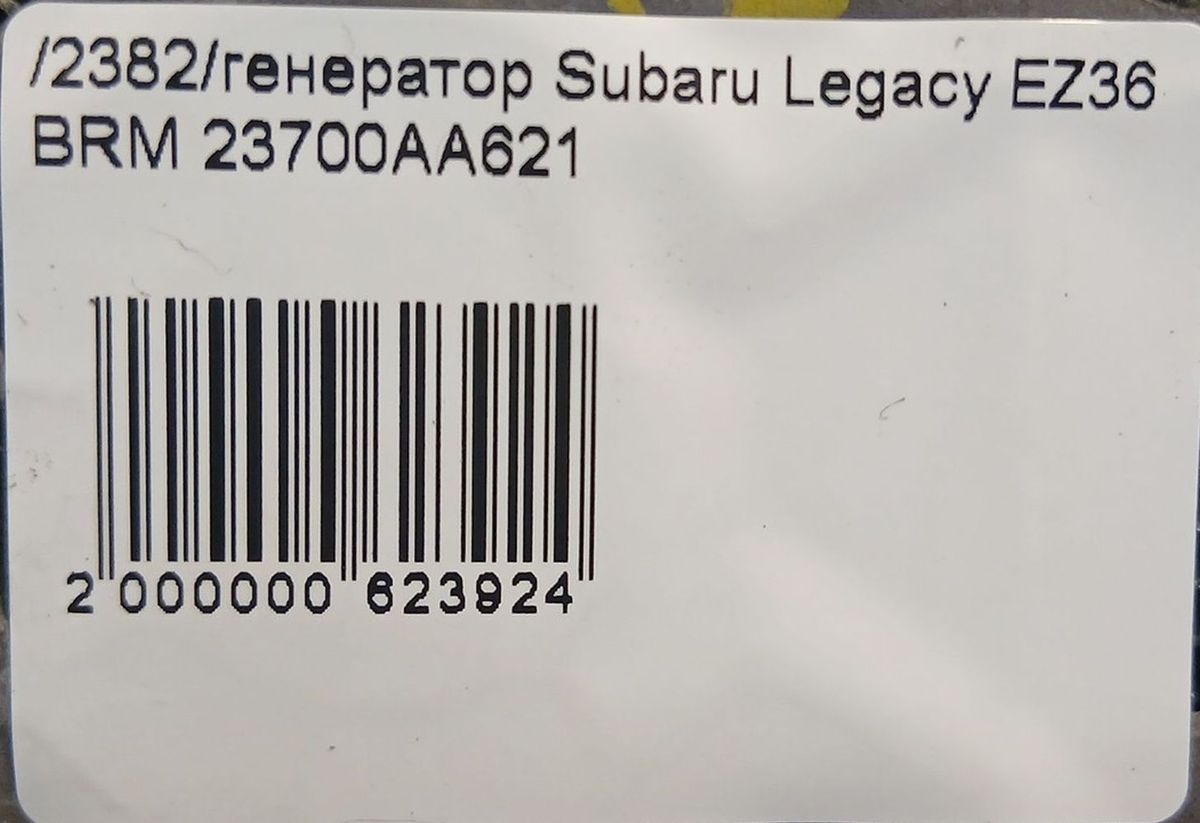 /2382/генератор Subaru Legacy EZ36
BRM 23700AA621
2 000000 623924